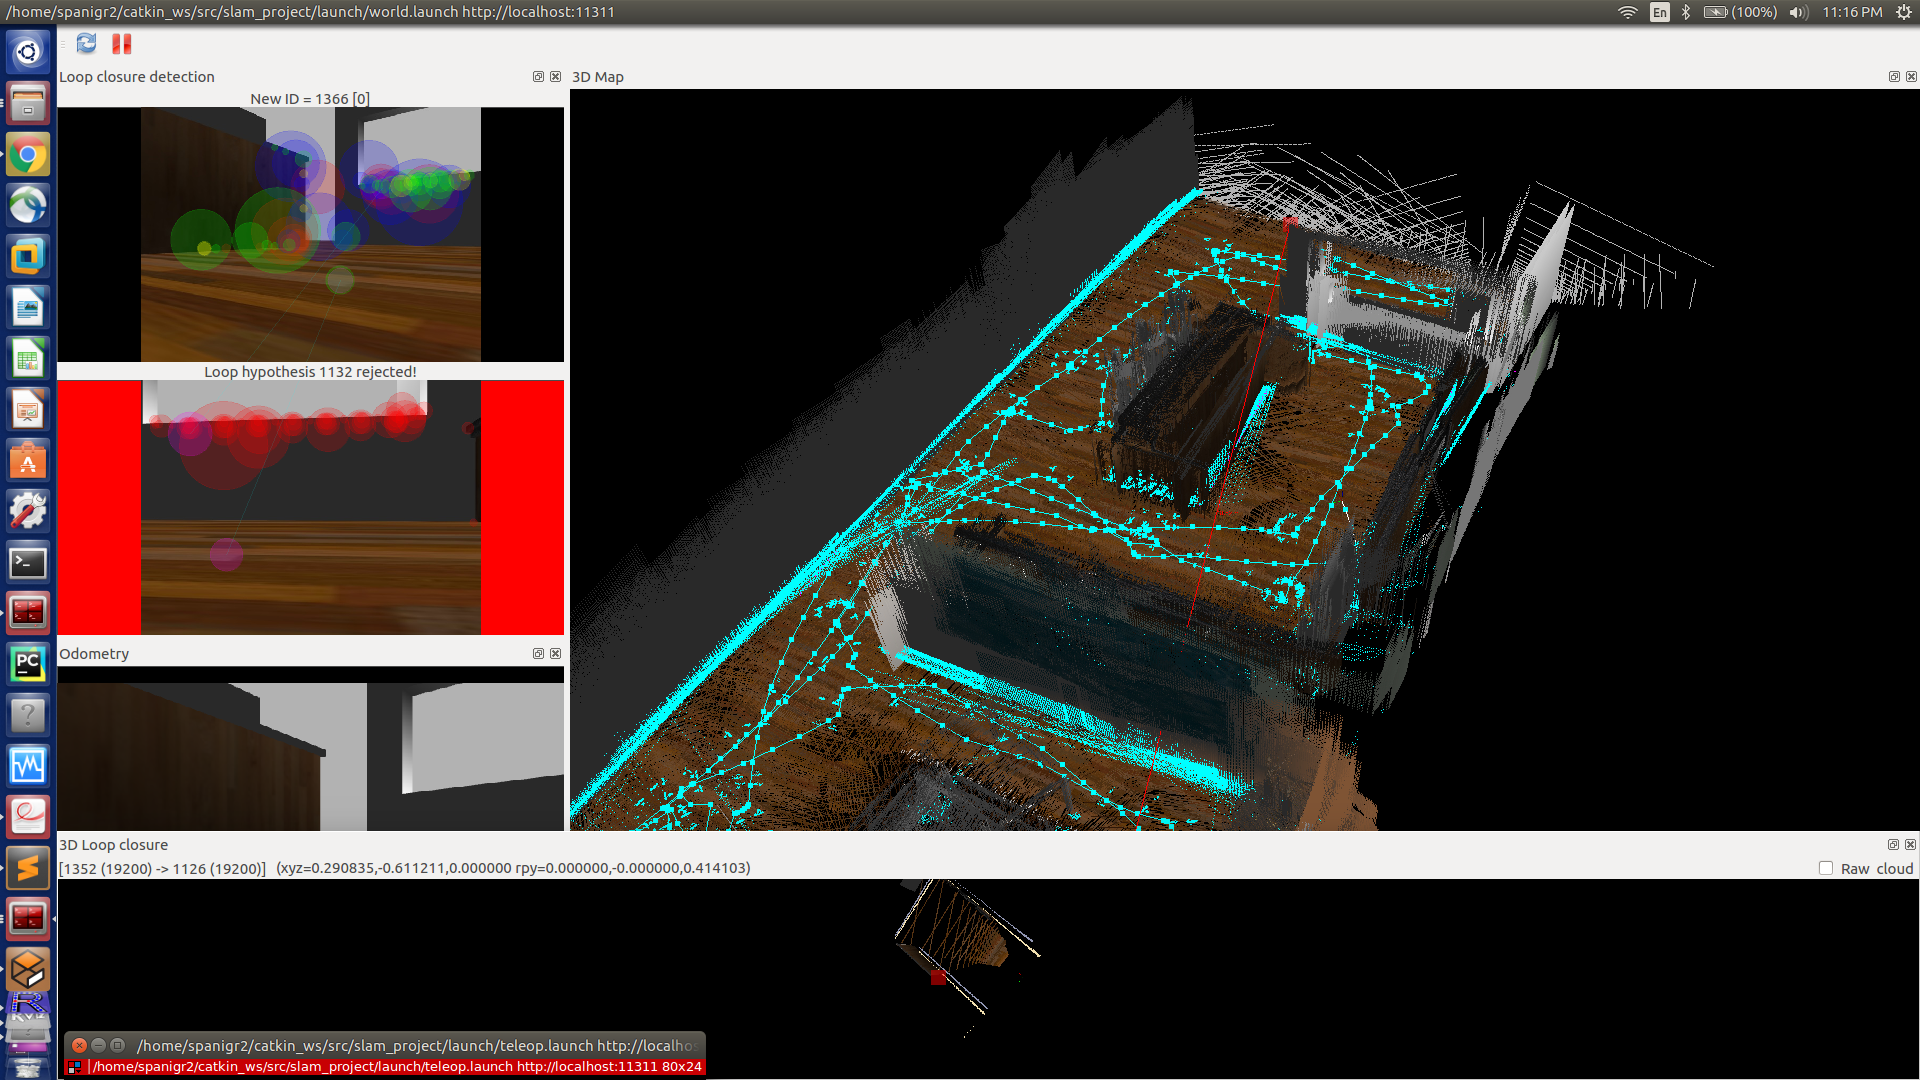 /home/spanigr2/catkin_ws/src/slam_project/launch/world.launch http://localhost:11311
En
(100%)
11:16 PM
Loop closure detection
3D Map
New ID = 1366 [0]
Loop hypothesis 1132 rejected!
Odometry
PC
3D Loop closure
[1352 (19200) -> 1126 (19200)] (xyz=0.290835,-0.611211,0.000000 rpy=0.000000,-0.000000,0.414103)
Raw cloud
/home/spanigr2/catkin_ws/src/slam_project/launch/teleop.launch http://localhos
/home/spanigr2/catkin_ws/src/slam_project/launch/teleop.launch http://localhost:11311 80x24